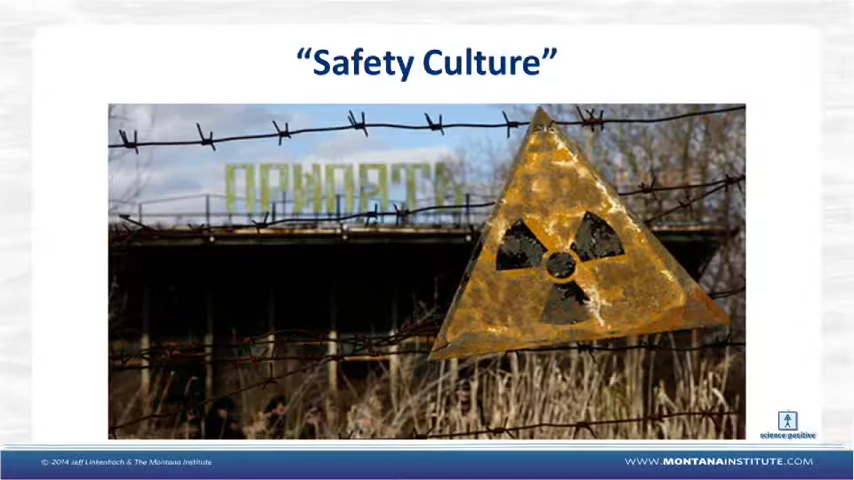 “Safety Culture”
ПРИПЯТЬ
science positive
© 2014 Jeff Linkenbach & The Montana Institute
WWW.MONTANAINSTITUTE.COM